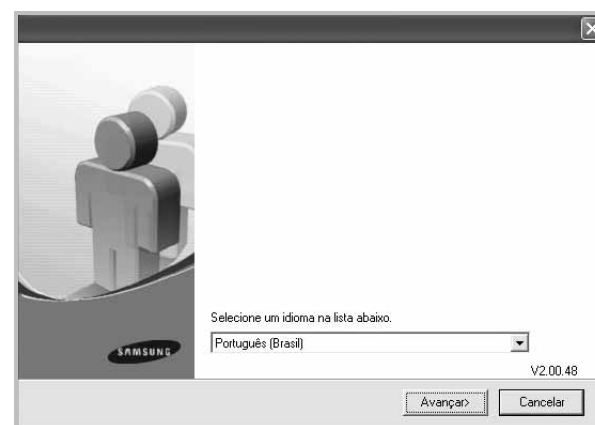 Selecione um idioma na lista abaixo.
Português (Brasil)
SAMSUNG
V2.00.48
Avançar>
Cancelar